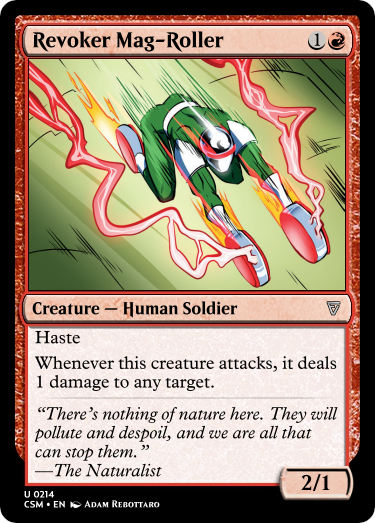 Revoker Mag-Roller 1
Creature — Human Soldier
Haste
Whenever this creature attacks, it deals
1 damage to any target.
“There’s nothing of nature here. They will
pollute and despoil, and we are all that
can stop them.”
—The Naturalist
2/1
U 0214
CSM • EN Adam Rebottaro